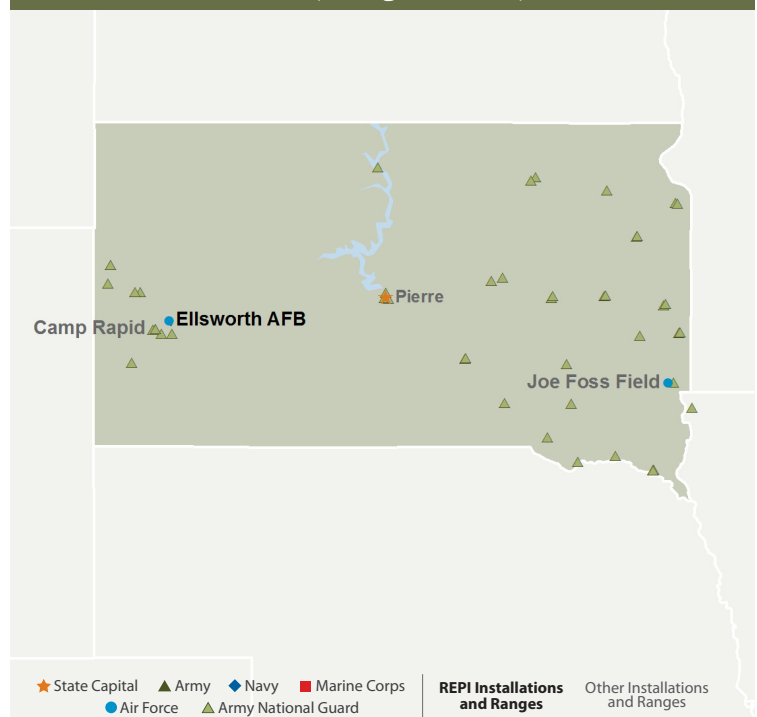 Pierre
Ellsworth AFB
Camp Rapid
Joe Foss Field
State Capital
Army
Navy
Marine Corps
Air Force
Army National Guard
REPI Installations
and Ranges
Other Installations
and Ranges